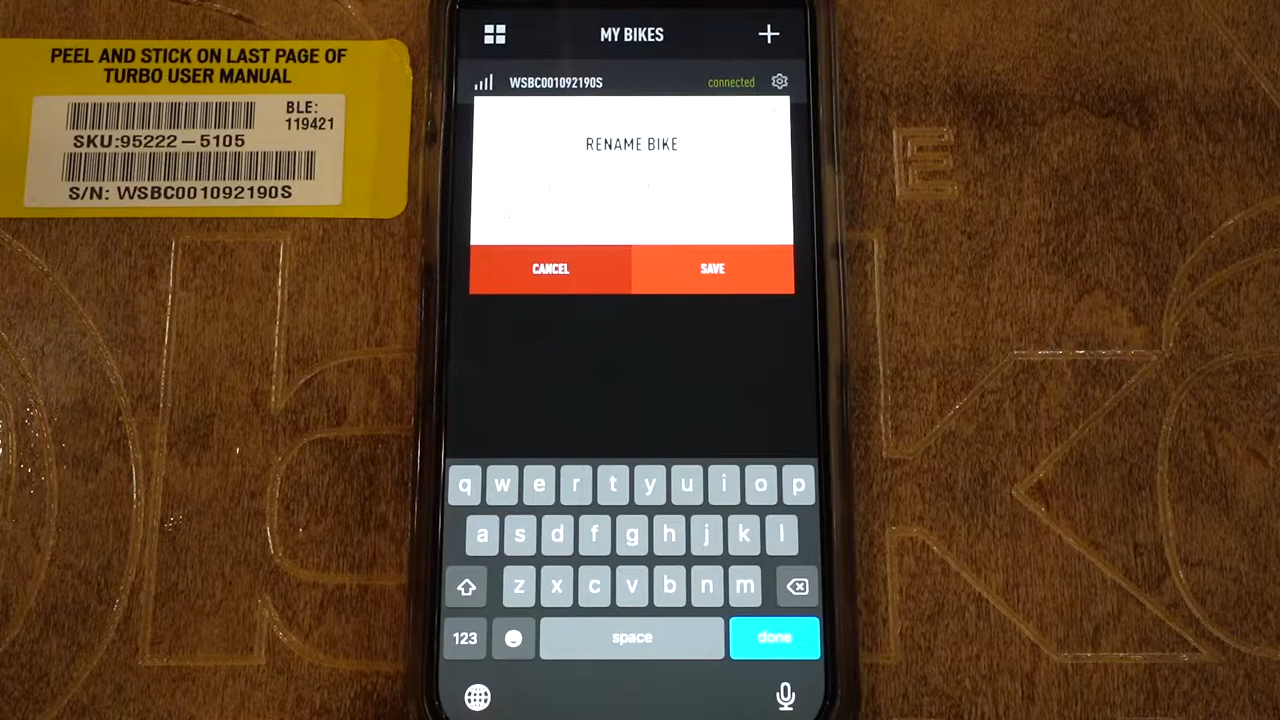 PEEL AND STICK ON LAST PAGE OF
TURBO USER MANUAL
BLE:
119421
SKU:95222-5105
S/N: WSBC001092190S
MY BIKES
WSBC001092190S
connected
RENAME BIKE
CANCEL
SAVE
q w e r t y u i o p
a s d f g h j k l
z x c v b n m
123
space
done
E